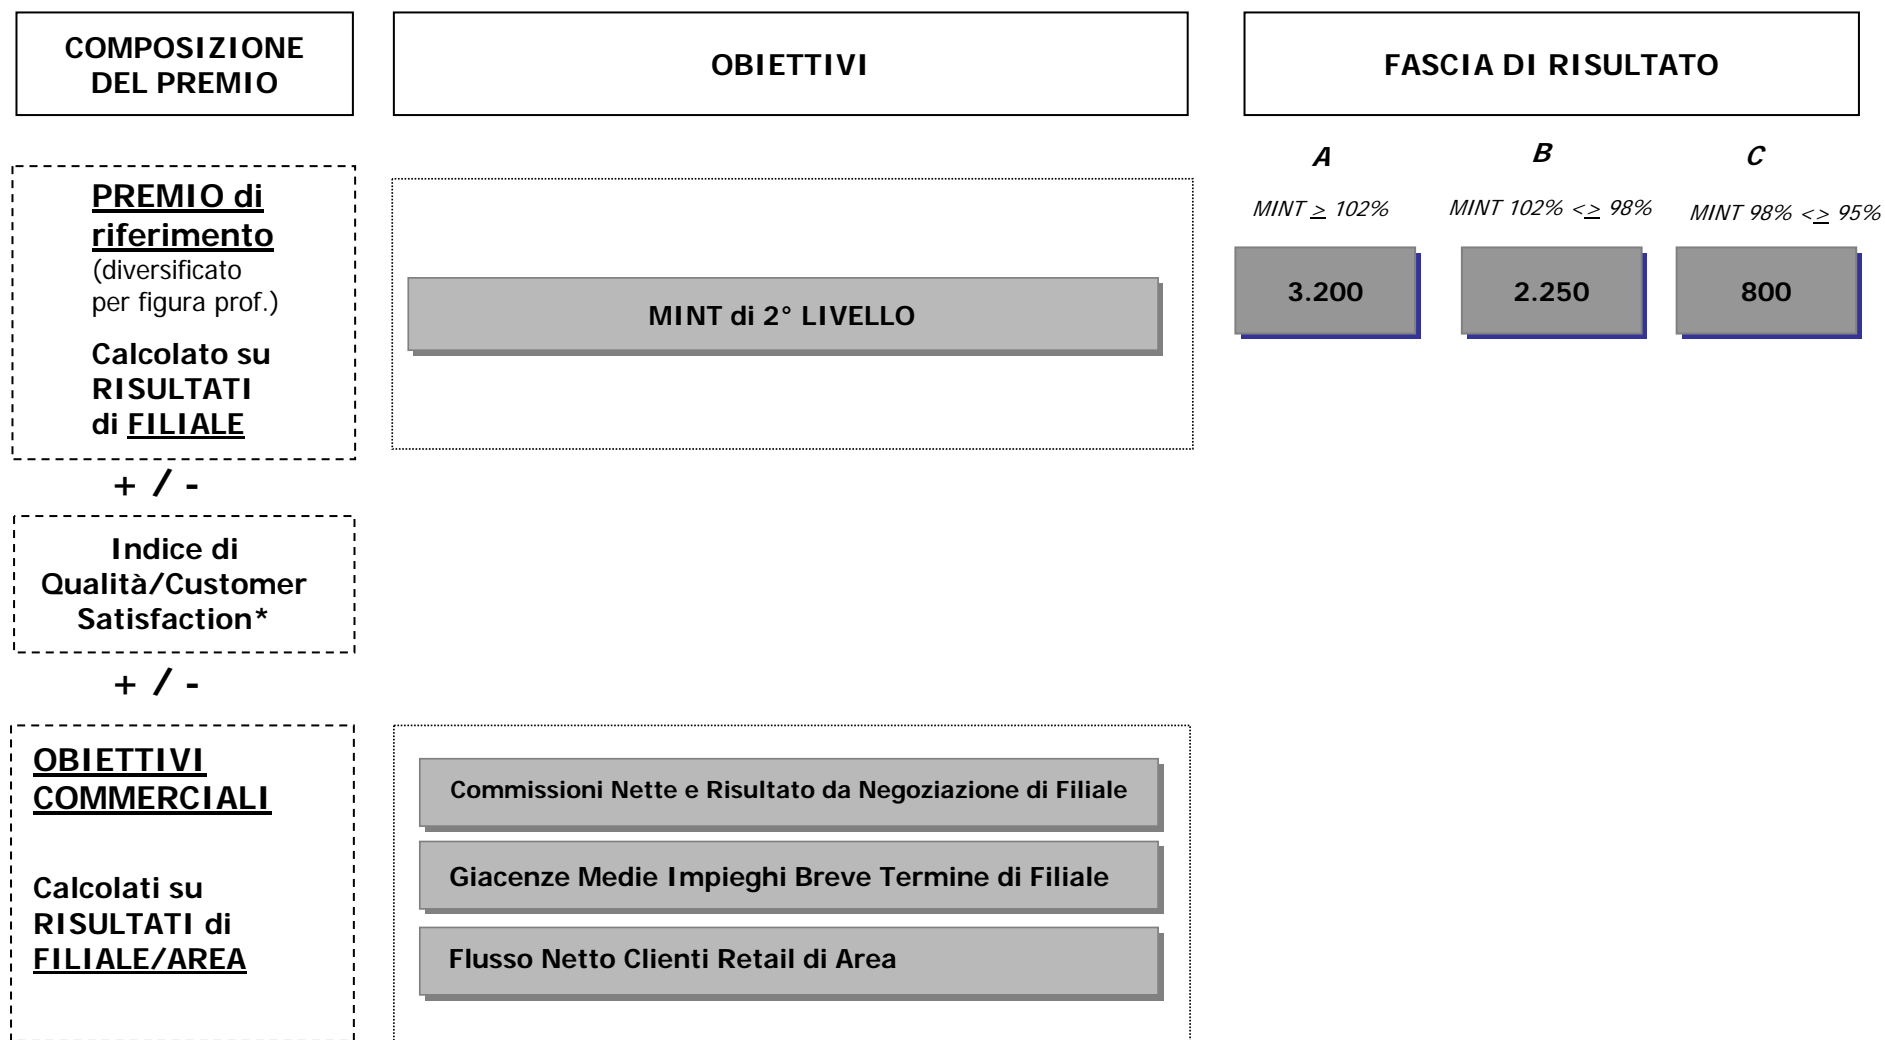 COMPOSIZIONE
DEL PREMIO
OBIETTIVI
FASCIA DI RISULTATO
A
B
C
MINT ≥ 102%
MINT 102% <≥ 98%
MINT 98% <≥ 95%
PREMIO di
riferimento
(diversificato
per figura prof.)
Calcolato su
RISULTATI
di FILIALE
MINT di 2° LIVELLO
3.200
2.250
800
+ / -
Indice di
Qualità/Customer
Satisfaction*
+ / -
OBIETTIVI
COMMERCIALI
Calcolati su
RISULTATI di
FILIALE/AREA
Commissioni Nette e Risultato da Negoziazione di Filiale
Giacenze Medie Impieghi Breve Termine di Filiale
Flusso Netto Clienti Retail di Area